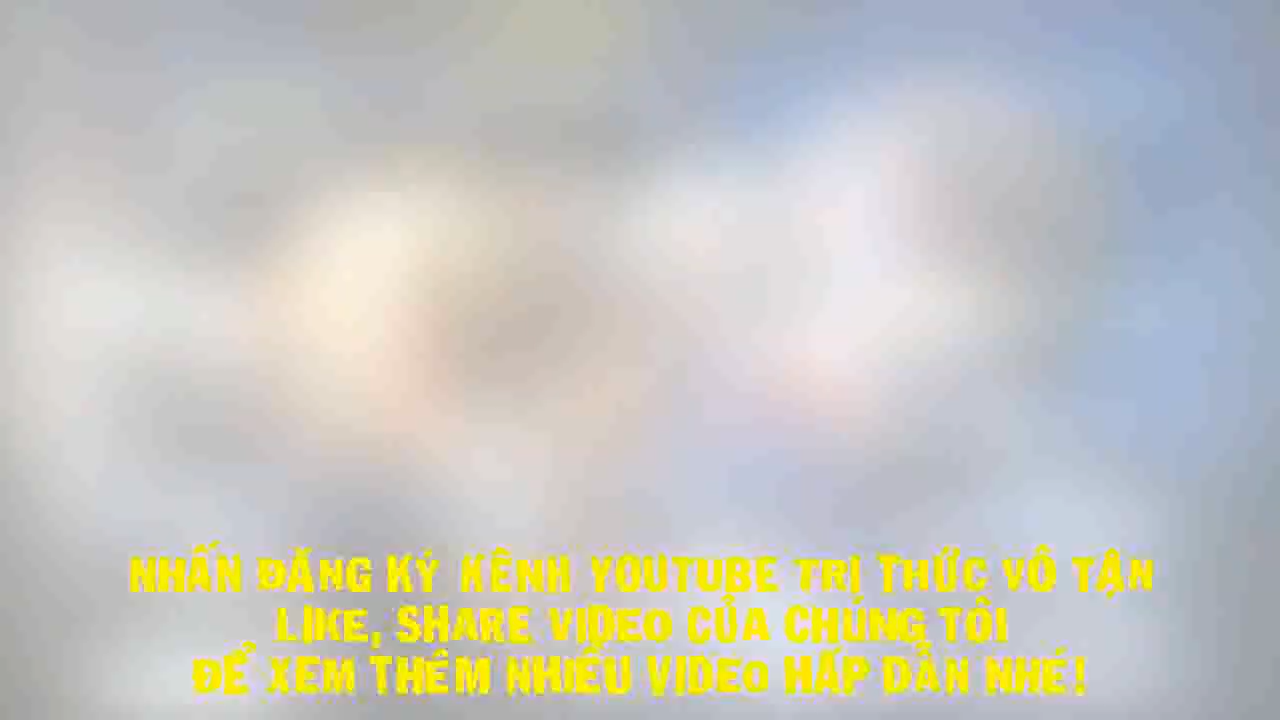 NHẤN ĐĂNG KÝ KÊNH YOUTUBE TRI THỨC VÔ TẬN
LIKE, SHARE VIDEO CỦA CHÚNG TÔI
ĐỂ XEM THÊM NHIỀU VIDEO HẤP DẪN NHÉ!